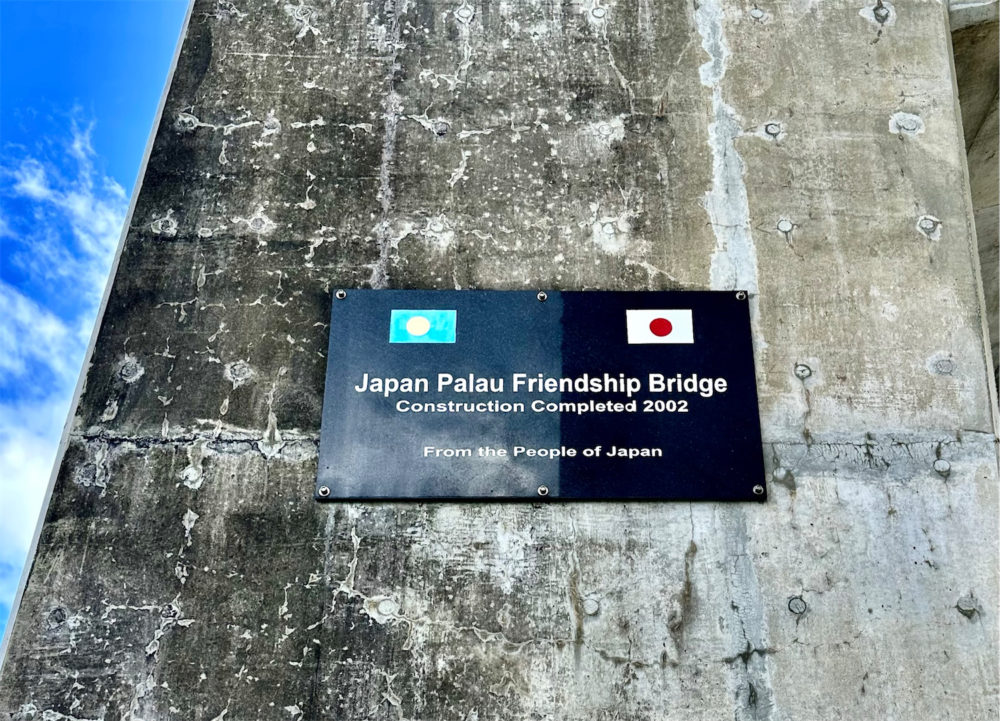 Japan Palau Friendship Bridge
Construction Completed 2002
From the People of Japan